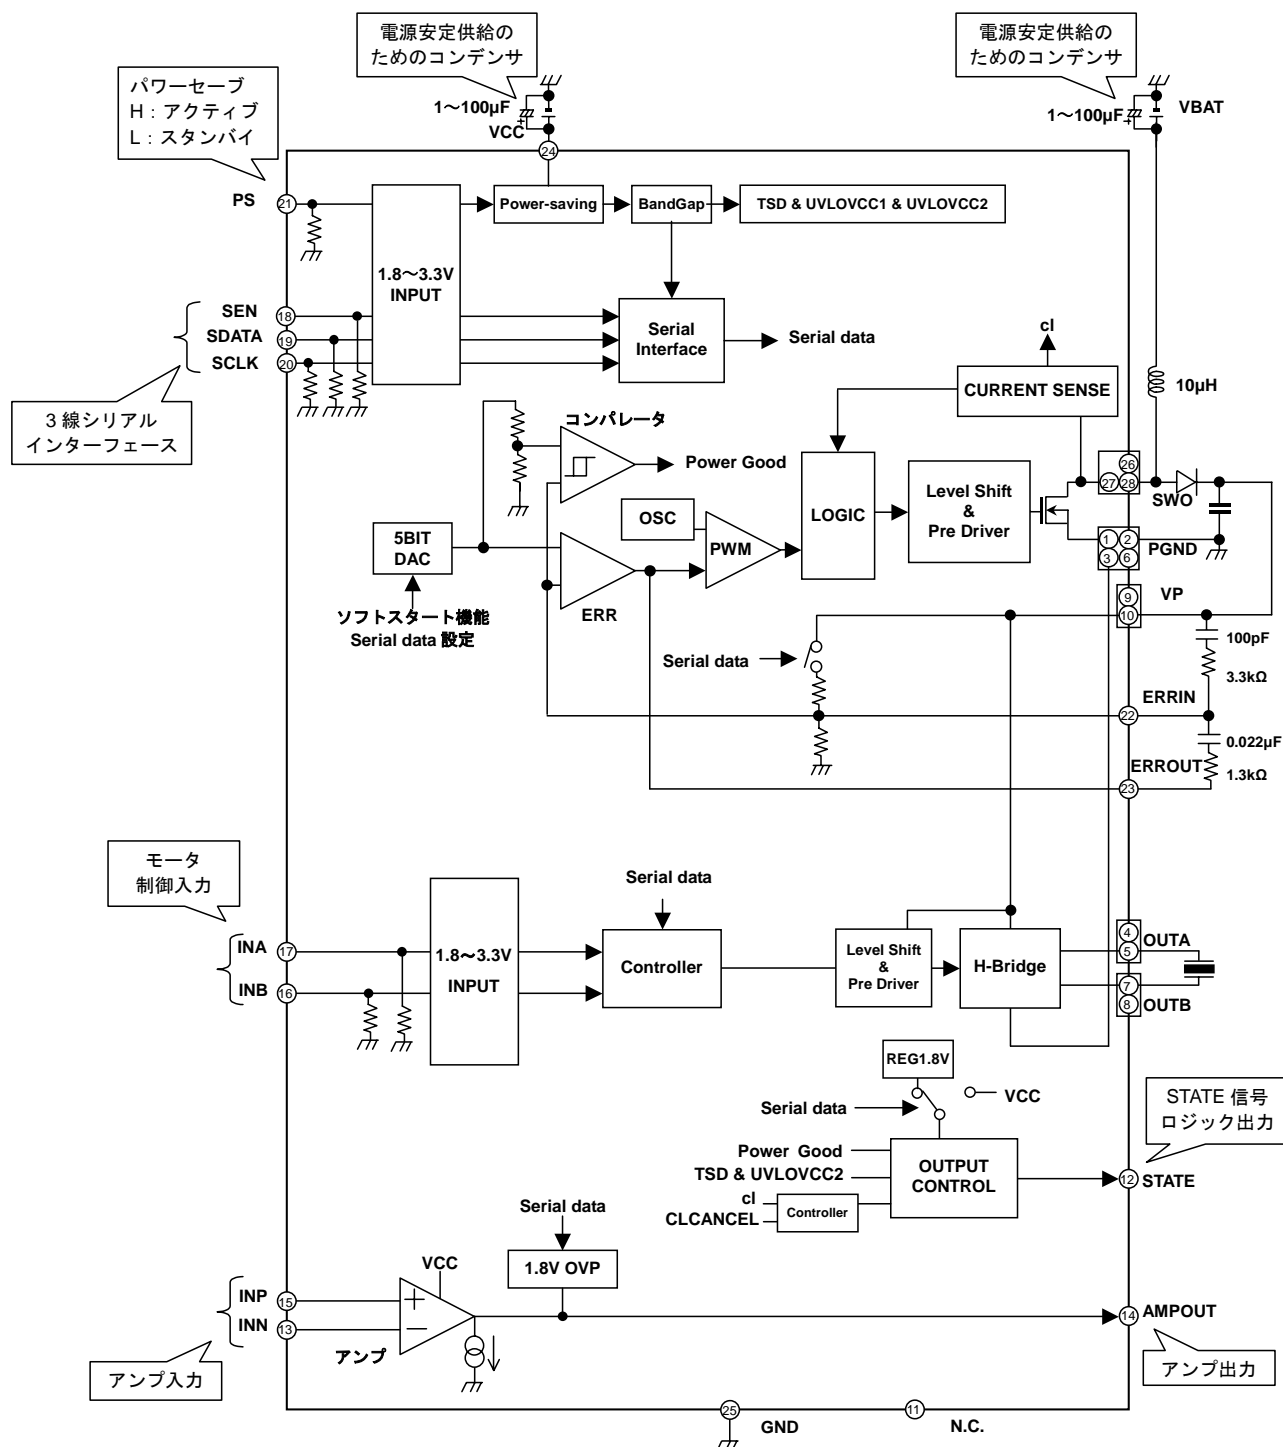 電源安定供給の
ためのコンデンサ
電源安定供給の
ためのコンデンサ
パワーセーブ
H：アクティブ
L：スタンバイ
1～100μF
+
VCC
1～100μF
+
VBAT
24
PS
21
Power-saving
BandGap
TSD & UVLOVCC1 & UVLOVCC2
1.8～3.3V
INPUT
SEN
18
SDATA
19
SCLK
20
Serial
Interface
Serial data
cl
CURRENT SENSE
10μH
3 線シリアル
インターフェース
コンパレータ
Power Good
OSC
PWM
LOGIC
Level Shift
&
Pre Driver
26
27
28
SWO
5BIT
DAC
ERR
1
2
3
6
PGND
ソフトスタート機能
Serial data 設定
9
10
VP
100pF
3.3kΩ
Serial data
ERRIN
22
0.022μF
ERROUT
1.3kΩ
23
モータ
制御入力
Serial data
INA
17
INB
16
1.8～3.3V
INPUT
Controller
Level Shift
&
Pre Driver
H-Bridge
4
5
OUTA
7
8
OUTB
REG1.8V
VCC
Serial data
STATE 信号
ロジック出力
Power Good
TSD & UVLOVCC2
cl
CLCANCEL
Controller
OUTPUT
CONTROL
12
STATE
Serial data
1.8V OVP
VCC
INP
15
INN
13
+
−
アンプ
14
AMPOUT
アンプ入力
アンプ出力
25
GND
11
N.C.